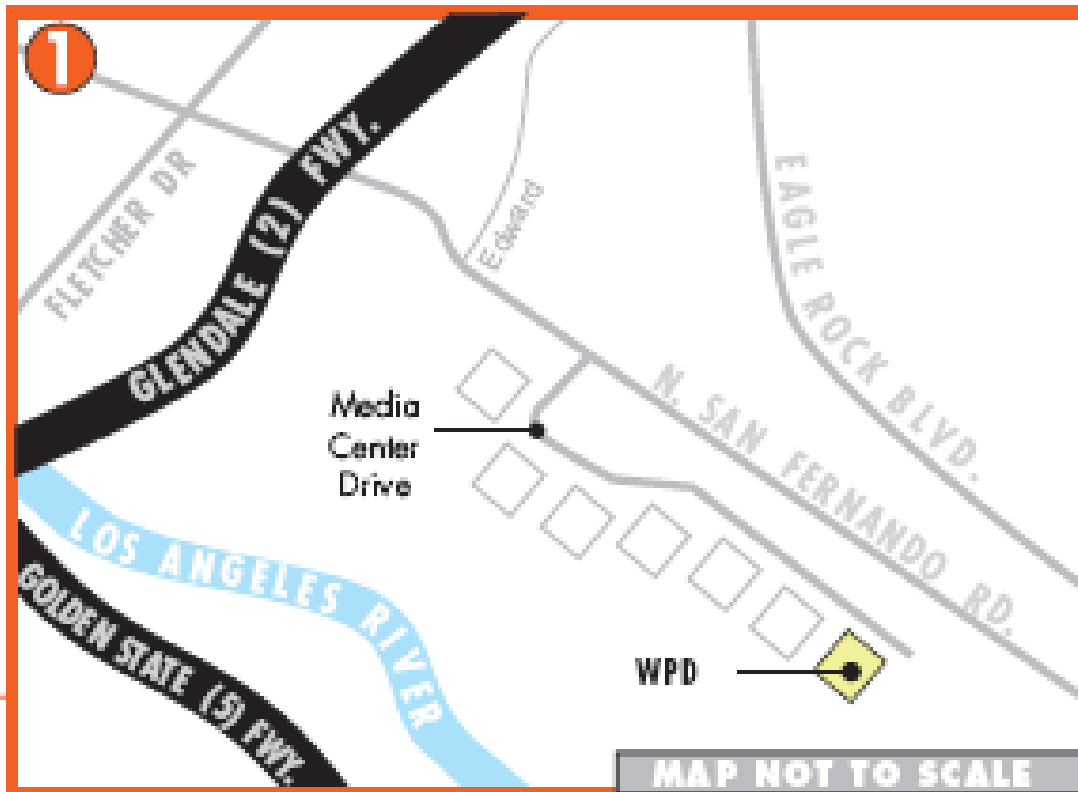 1
FLETCHER DR
GLENDALE (2) FWY.
Edward
EAGLE ROCK BLVD.
N. SAN FERNANDO RD.
Media
Center
Drive
LOS ANGELES RIVER
GOLDEN STATE (5) FWY.
WPD
MAP NOT TO SCALE